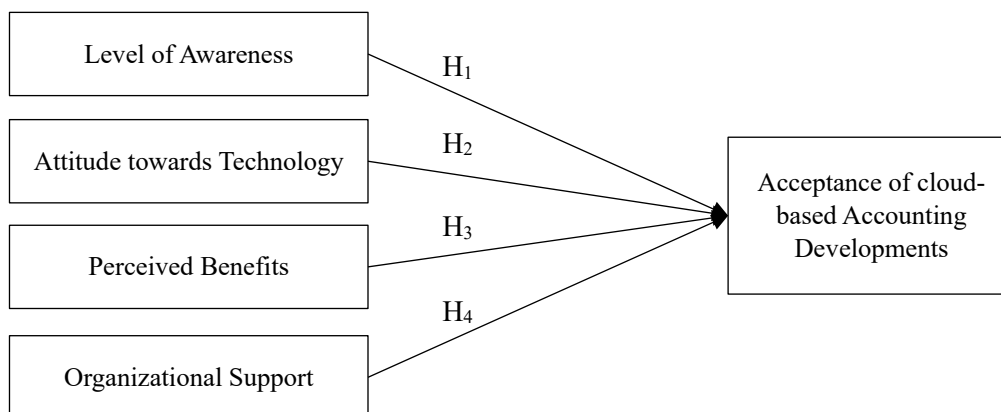 Level of Awareness
H₁
Attitude towards Technology
H₂
Acceptance of cloud-
based Accounting
Developments
Perceived Benefits
H₃
Organizational Support
H₄